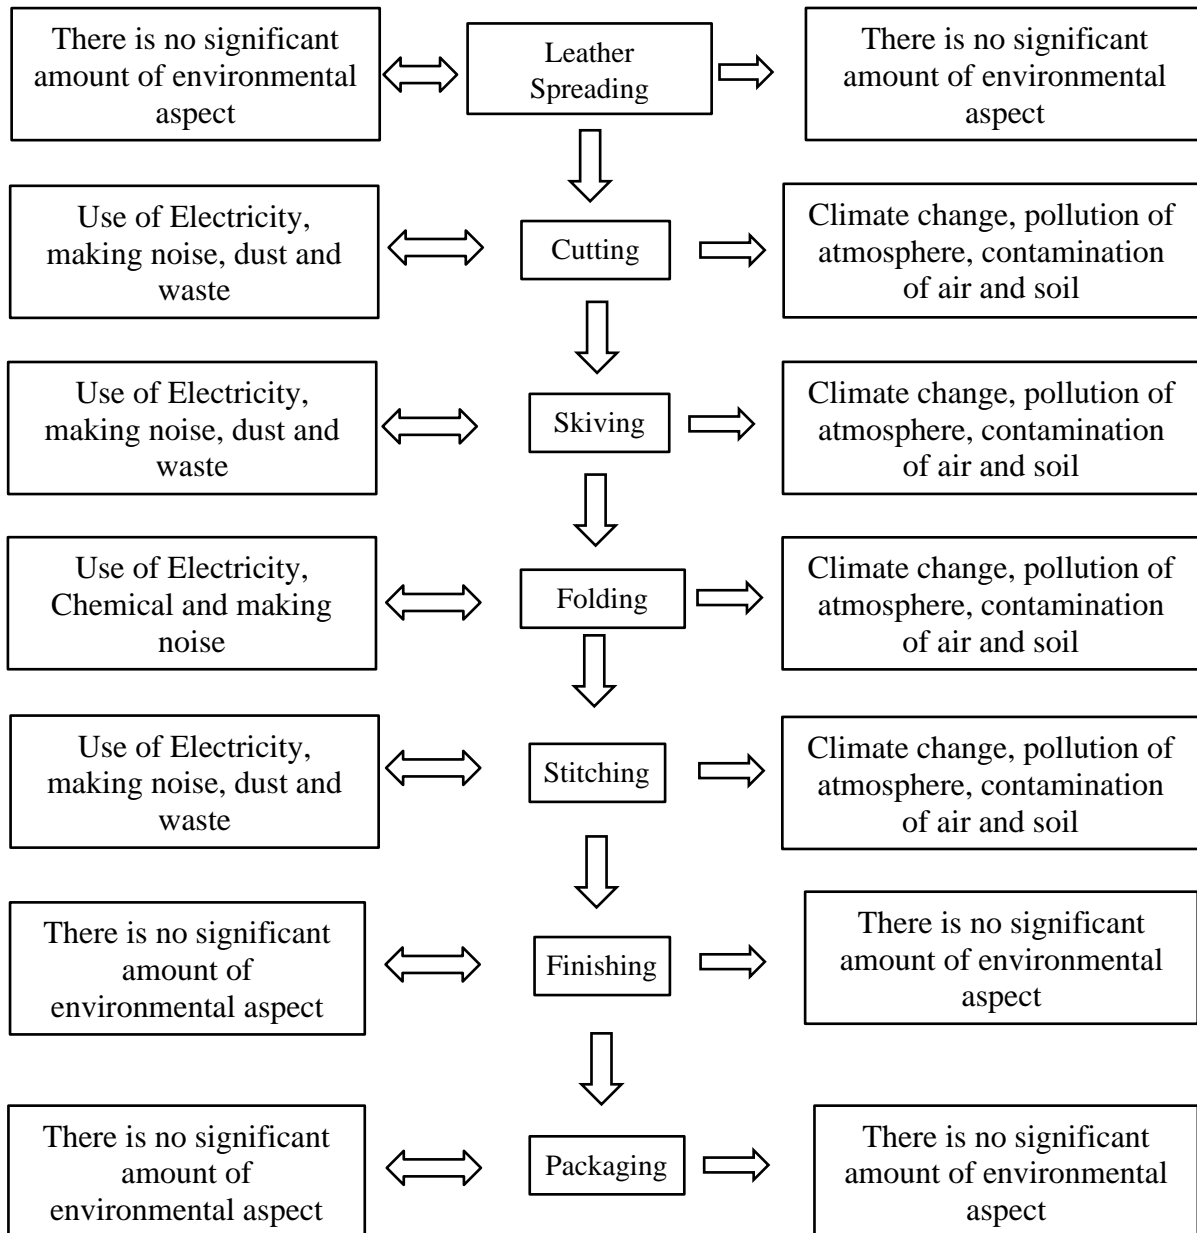 There is no significant
amount of environmental
aspect
Leather
Spreading
There is no significant
amount of environmental
aspect
Use of Electricity,
making noise, dust and
waste
Cutting
Climate change, pollution of
atmosphere, contamination
of air and soil
Use of Electricity,
making noise, dust and
waste
Skiving
Climate change, pollution of
atmosphere, contamination
of air and soil
Use of Electricity,
Chemical and making
noise
Folding
Climate change, pollution of
atmosphere, contamination
of air and soil
Use of Electricity,
making noise, dust and
waste
Stitching
Climate change, pollution of
atmosphere, contamination
of air and soil
There is no significant
amount of
environmental aspect
Finishing
There is no significant
amount of environmental
aspect
There is no significant
amount of
environmental aspect
Packaging
There is no significant
amount of environmental
aspect